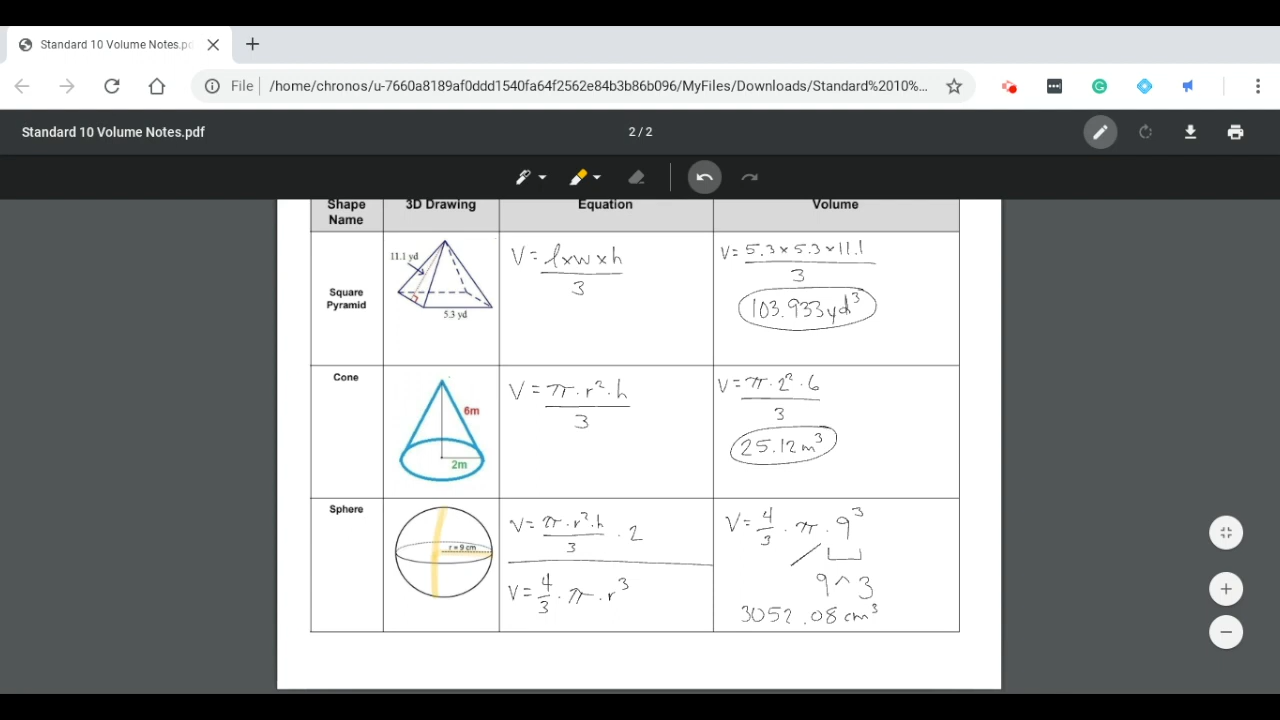 Standard 10 Volume Notes.pd
File
/home/chronos/u-7660a8189af0ddd1540fa64f2562e84b3b86b096/MyFiles/Downloads/Standard%2010%...
Standard 10 Volume Notes.pdf
2 / 2
Shape Name
3D Drawing
Equation
Volume
Square Pyramid
11.1 yd
5.3 yd
V = l×w×h
3
V = 5.3 × 5.3 × 11.1
3
103.933yd³
Cone
6m
2m
V = π · r² · h
3
V = π · 2² · 6
3
25.12 m³
Sphere
r = 9 cm
V = π · r² · h
3
· 2
V = 4/3 · π · r³
V = 4/3 · π · 9³
9^3
3052.08 cm³